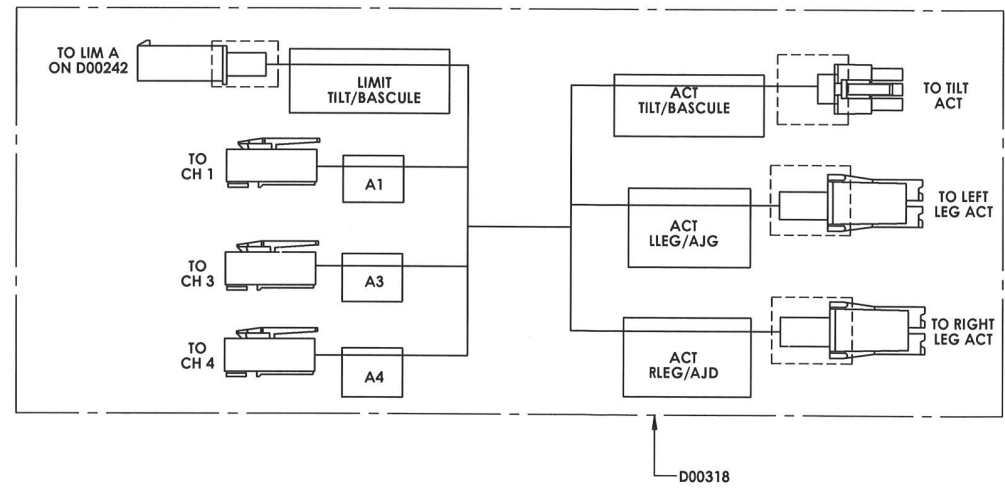 TO LIM A
ON D00242
LIMIT
TILT/BASCULE
TO
CH 1
A1
TO
CH 3
A3
TO
CH 4
A4
ACT
TILT/BASCULE
TO TILT
ACT
ACT
LLEG/AJG
TO LEFT
LEG ACT
ACT
RLEG/AJD
TO RIGHT
LEG ACT
D00318